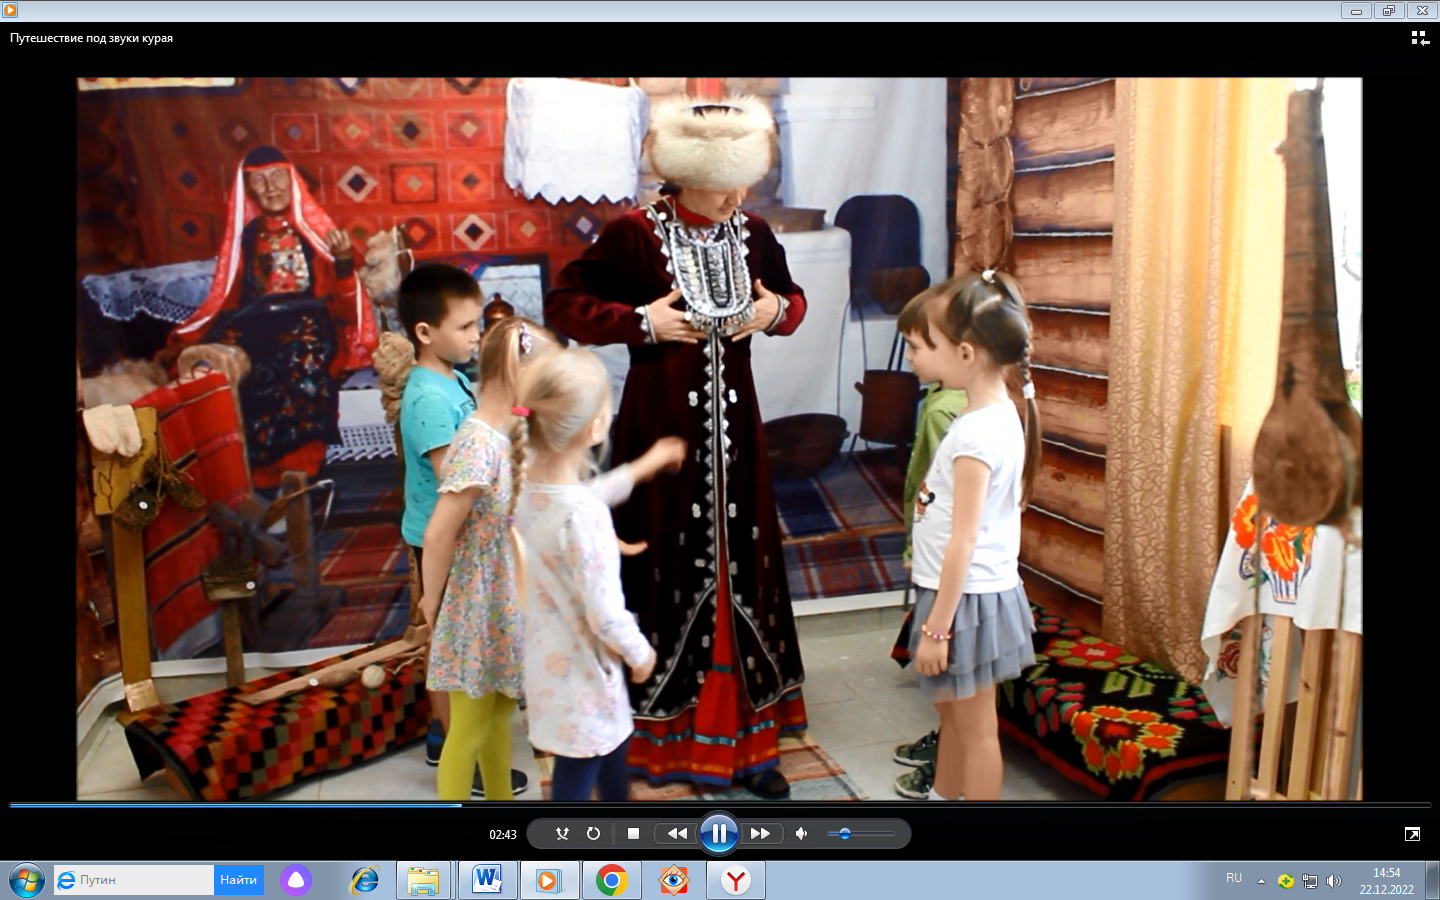 Путешествие под звуки курая
02:43
Путин
Найти
RU
14:54
22.12.2022